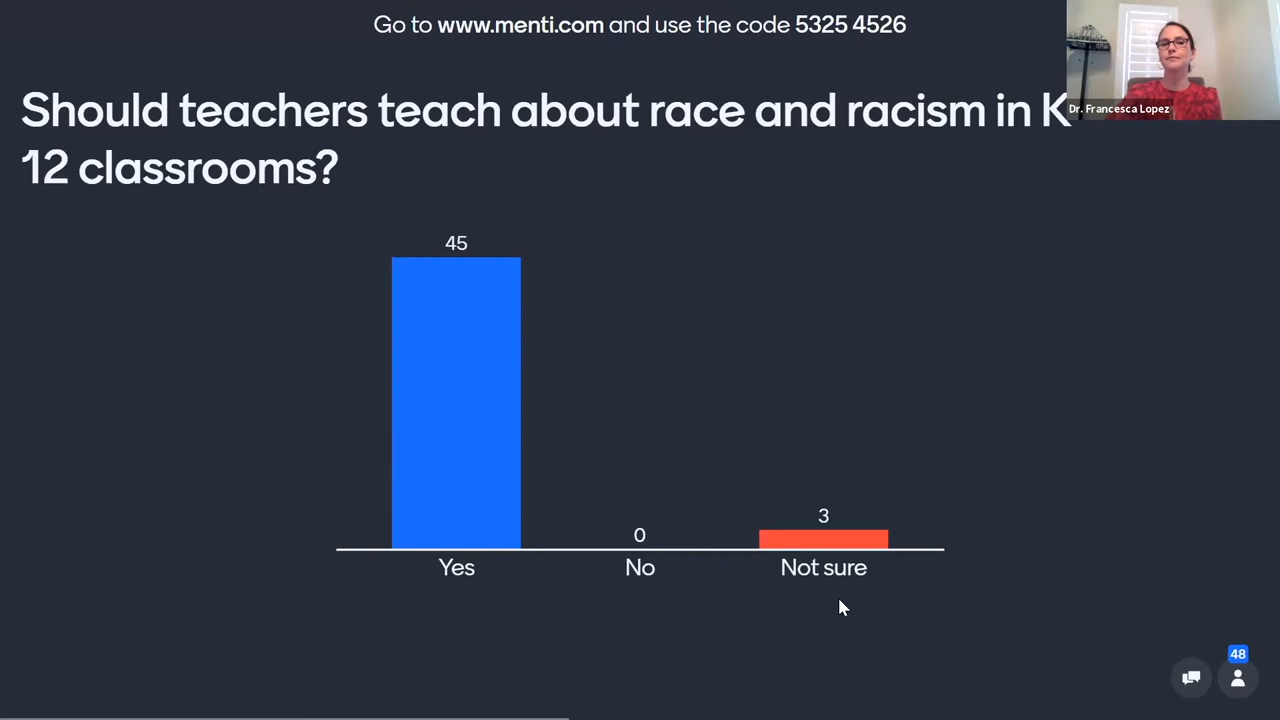 Go to www.menti.com and use the code 5325 4526
Dr. Francesca Lopez
Should teachers teach about race and racism in K
12 classrooms?
45
0
3
Yes
No
Not sure
48